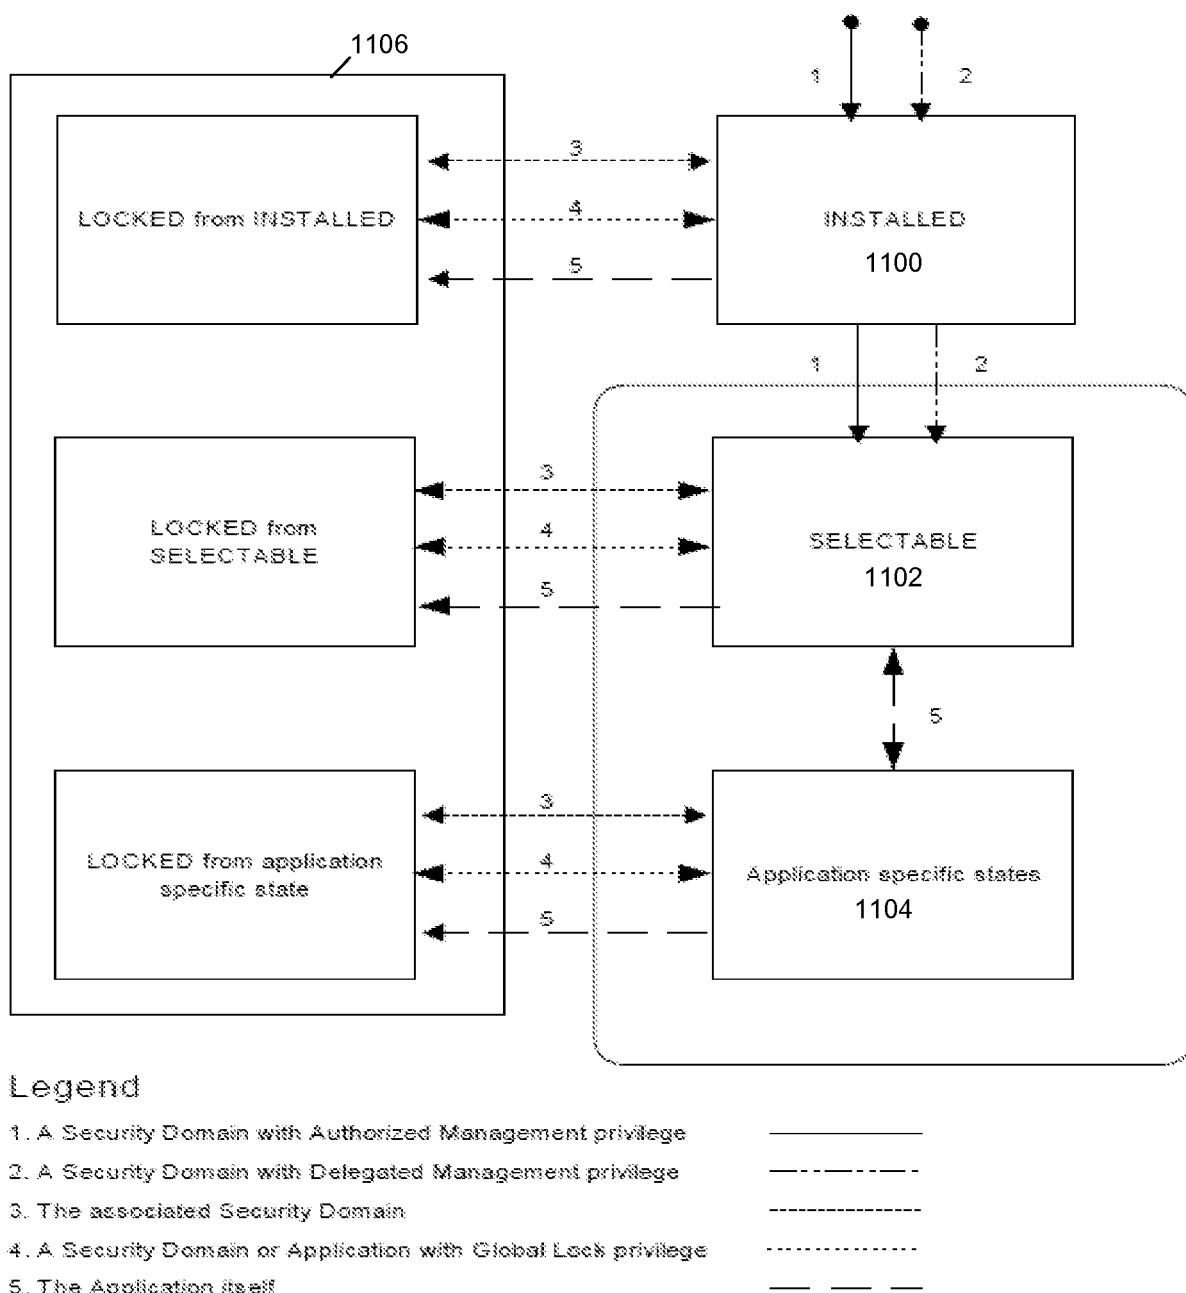 1106
1
2
3
LOCKED from INSTALLED
4
INSTALLED
1100
5
1
2
3
LOCKED from
SELECTABLE
4
SELECTABLE
1102
5
5
3
LOCKED from application
specific state
4
Application specific states
1104
5
Legend
1. A Security Domain with Authorized Management privilege
2. A Security Domain with Delegated Management privilege
3. The associated Security Domain
4. A Security Domain or Application with Global Lock privilege
5. The Application itself